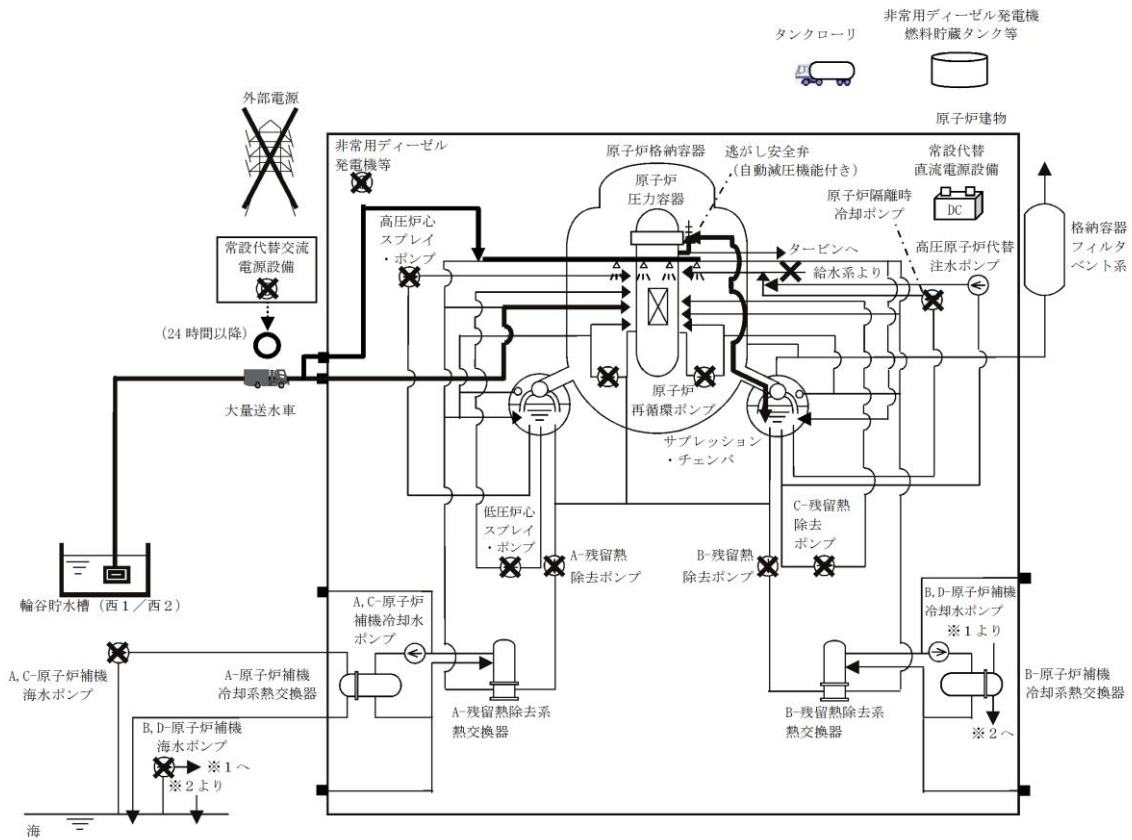 タンクローリ
非常用ディーゼル発電機
燃料貯蔵タンク等
外部電源
原子炉建物
非常用ディーゼル
発電機等
原子炉格納容器
逃がし安全弁
(自動減圧機能付き)
常設代替
直流電源設備
DC
原子炉
圧力容器
原子炉隔離時
冷却ポンプ
高圧炉心
スプレイ
・ポンプ
タービンへ
給水系より
高圧原子炉代替
注水ポンプ
格納容器
フィルタ
ベント系
常設代替交流
電源設備
(24時間以降)
大量送水車
原子炉
再循環ポンプ
サプレッション
・チェンバ
低圧炉心
スプレイ
・ポンプ
A-残留熱
除去ポンプ
B-残留熱
除去ポンプ
C-残留熱
除去
ポンプ
輪谷貯水槽(西1/西2)
A,C-原子炉
補機冷却水
ポンプ
B,D-原子炉補機
冷却水ポンプ
※1より
A,C-原子炉補機
海水ポンプ
A-原子炉補機
冷却系熱交換器
A-残留熱除去系
熱交換器
B-残留熱除去系
熱交換器
B-原子炉補機
冷却系熱交換器
※2へ
B,D-原子炉補機
海水ポンプ
※1へ
※2より
海